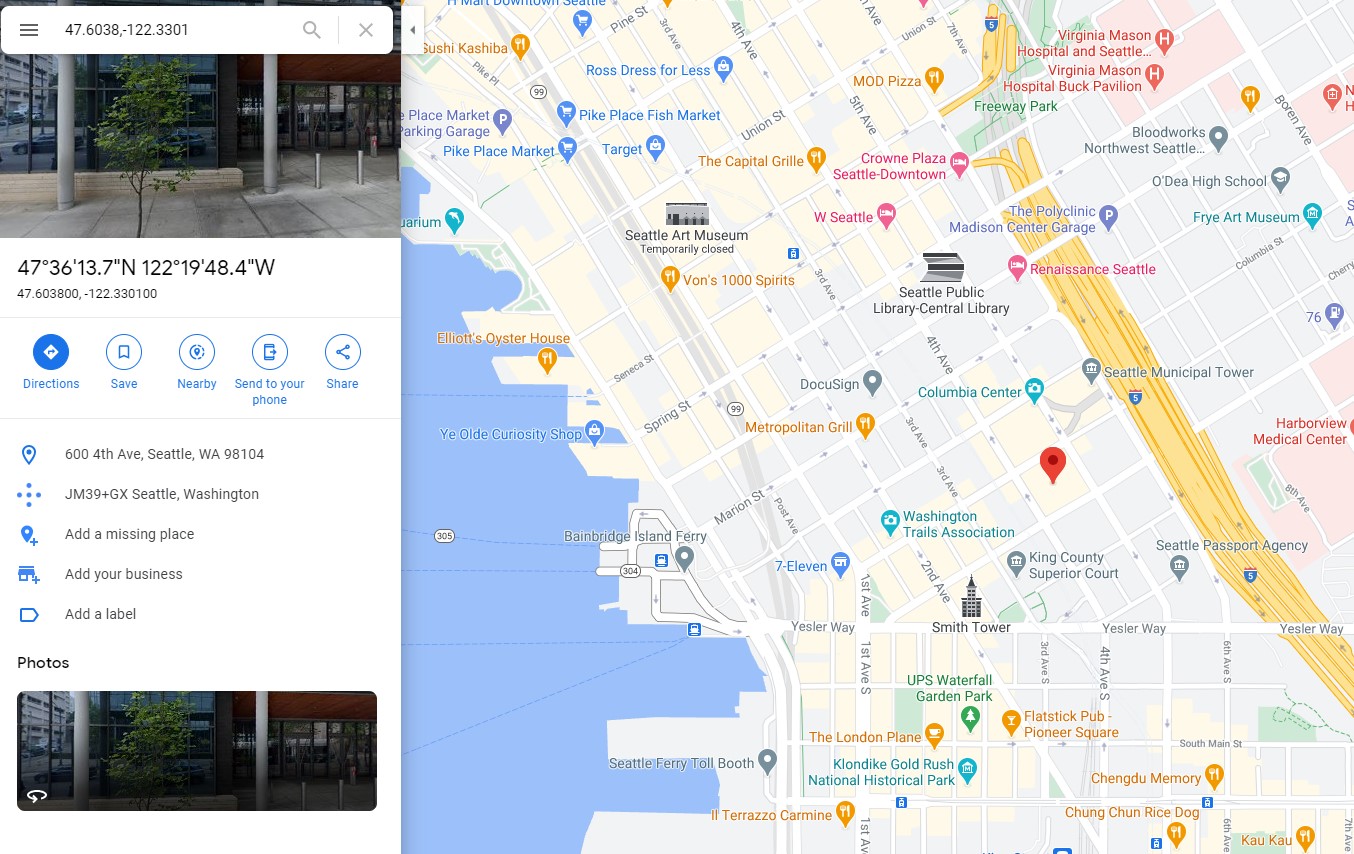 47.6038,-122.3301
47°36'13.7"N 122°19'48.4"W
47.603800, -122.330100
Directions
Save
Nearby
Send to your
phone
Share
600 4th Ave, Seattle, WA 98104
JM39+GX Seattle, Washington
Add a missing place
Add your business
Add a label
Photos
H Mart Downtown Seattle
Pine St
3rd Ave
Union St
7th Ave
5
Virginia Mason
Hospital and Seattle...
Sushi Kashiba
Pike Pl
Ross Dress for Less
MOD Pizza
Virginia Mason
Hospital Buck Pavilion
99
5th Ave
Freeway Park
Boren Ave
e Place Market
Parking Garage
P
Pike Place Fish Market
Union St
Bloodworks
Northwest Seattle...
Pike Place Market
Target
The Capital Grille
Crowne Plaza
Seattle-Downtown
O'Dea High School
uarium
Seattle Art Museum
Temporarily closed
W Seattle
The Polyclinic
Madison Center Garage
P
Frye Art Museum
Columbia St
Cherry
Von's 1000 Spirits
3rd Ave
Renaissance Seattle
Seattle Public
Library-Central Library
76
Elliott's Oyster House
Seneca St
4th Ave
DocuSign
Columbia Center
Seattle Municipal Tower
5
Spring St
99
Metropolitan Grill
3rd Ave
Ye Olde Curiosity Shop
Harborview
Medical Center
3rd Ave
8th Ave
Marion St
Post Ave
Washington
Trails Association
305
Bainbridge Island Ferry
304
7-Eleven
2nd Ave
King County
Superior Court
Seattle Passport Agency
5
1st Ave
Smith Tower
Yesler Way
Yesler Way
Yesler Way
1st Ave S
3rd Ave S
4th Ave S
6th Ave S
UPS Waterfall
Garden Park
Flatstick Pub -
Pioneer Square
The London Plane
South Main St
Seattle Ferry Toll Booth
Klondike Gold Rush
National Historical Park
Chengdu Memory
Il Terrazzo Carmine
Chung Chun Rice Dog
Kau Kau
1st Ave
6th Ave S
7th Ave